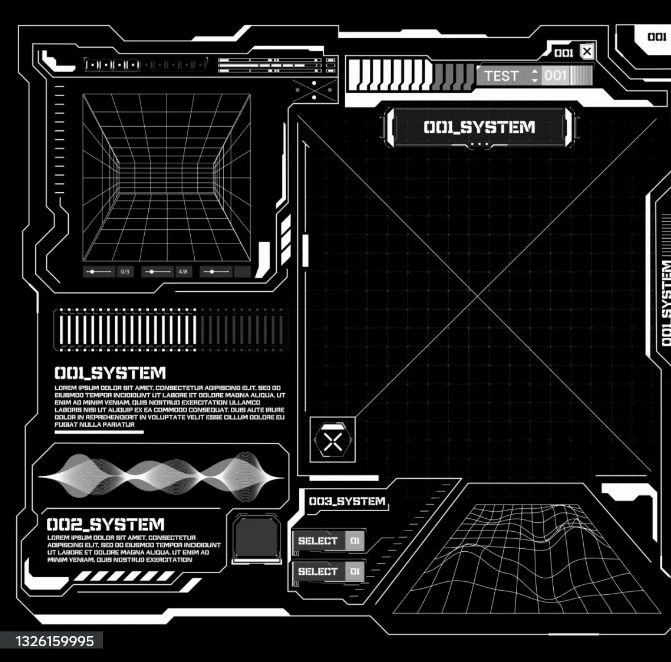 001
001
TEST 001
001_SYSTEM
0/3
4/8
001_SYSTEM
001_SYSTEM
LOREM IPSUM DOLOR SIT AMET, CONSECTETUR ADIPISCING ELIT, SED DO
EIUSMOD TEMPOR INCIDIDUNT UT LABORE ET DOLORE MAGNA ALIQUA. UT
ENIM AD MINIM VENIAM, QUIS NOSTRUD EXERCITATION ULLAMCO
LABORIS NISI UT ALIQUIP EX EA COMMODO CONSEQUAT. DUIS AUTE IRURE
DOLOR IN REPREHENDERIT IN VOLUPTATE VELIT ESSE CILLUM DOLORE EU
FUGIAT NULLA PARIATUR
003_SYSTEM
002_SYSTEM
LOREM IPSUM DOLOR SIT AMET, CONSECTETUR
ADIPISCING ELIT, SED DO EIUSMOD TEMPOR INCIDIDUNT
UT LABORE ET DOLORE MAGNA ALIQUA. UT ENIM AD
MINIM VENIAM, QUIS NOSTRUD EXERCITATION
SELECT 01
SELECT 01
1326159995